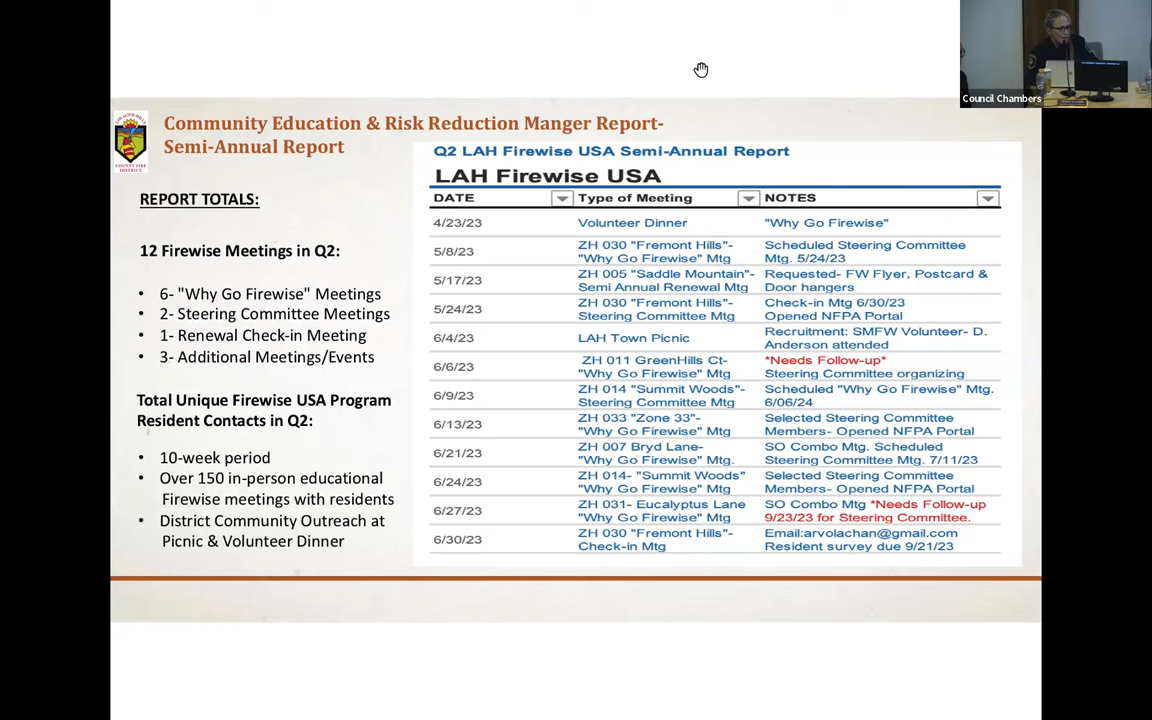 Council Chambers
LOS ALTOS HILLS
COUNTY FIRE
DISTRICT
Community Education & Risk Reduction Manger Report-
Semi-Annual Report
REPORT TOTALS:
12 Firewise Meetings in Q2:
• 6- "Why Go Firewise" Meetings
• 2- Steering Committee Meetings
• 1- Renewal Check-in Meeting
• 3- Additional Meetings/Events
Total Unique Firewise USA Program
Resident Contacts in Q2:
• 10-week period
• Over 150 in-person educational
Firewise meetings with residents
• District Community Outreach at
Picnic & Volunteer Dinner
Q2 LAH Firewise USA Semi-Annual Report
LAH Firewise USA
DATE Type of Meeting NOTES
4/23/23 Volunteer Dinner "Why Go Firewise"
5/8/23 ZH 030 "Fremont Hills"- Scheduled Steering Committee
"Why Go Firewise" Mtg Mtg. 5/24/23
5/17/23 ZH 005 "Saddle Mountain"- Requested- FW Flyer, Postcard &
Semi Annual Renewal Mtg Door hangers
5/24/23 ZH 030 "Fremont Hills"- Check-in Mtg 6/30/23
Steering Committee Mtg Opened NFPA Portal
6/4/23 LAH Town Picnic Recruitment: SMFW Volunteer- D.
Anderson attended
6/6/23 ZH 011 GreenHills Ct- *Needs Follow-up*
"Why Go Firewise" Mtg Steering Committee organizing
6/9/23 ZH 014 "Summit Woods"- Scheduled "Why Go Firewise" Mtg.
Steering Committee Mtg 6/06/24
6/13/23 ZH 033 "Zone 33"- Selected Steering Committee
"Why Go Firewise" Mtg Members- Opened NFPA Portal
6/21/23 ZH 007 Bryd Lane- SO Combo Mtg. Scheduled
"Why Go Firewise" Mtg. Steering Committee Mtg. 7/11/23
6/24/23 ZH 014- "Summit Woods" Selected Steering Committee
"Why Go Firewise" Mtg Members- Opened NFPA Portal
6/27/23 ZH 031- Eucalyptus Lane SO Combo Mtg *Needs Follow-up
"Why Go Firewise" Mtg 9/23/23 for Steering Committee.
6/30/23 ZH 030 "Fremont Hills"- Email:arvolachan@gmail.com
Check-in Mtg Resident survey due 9/21/23